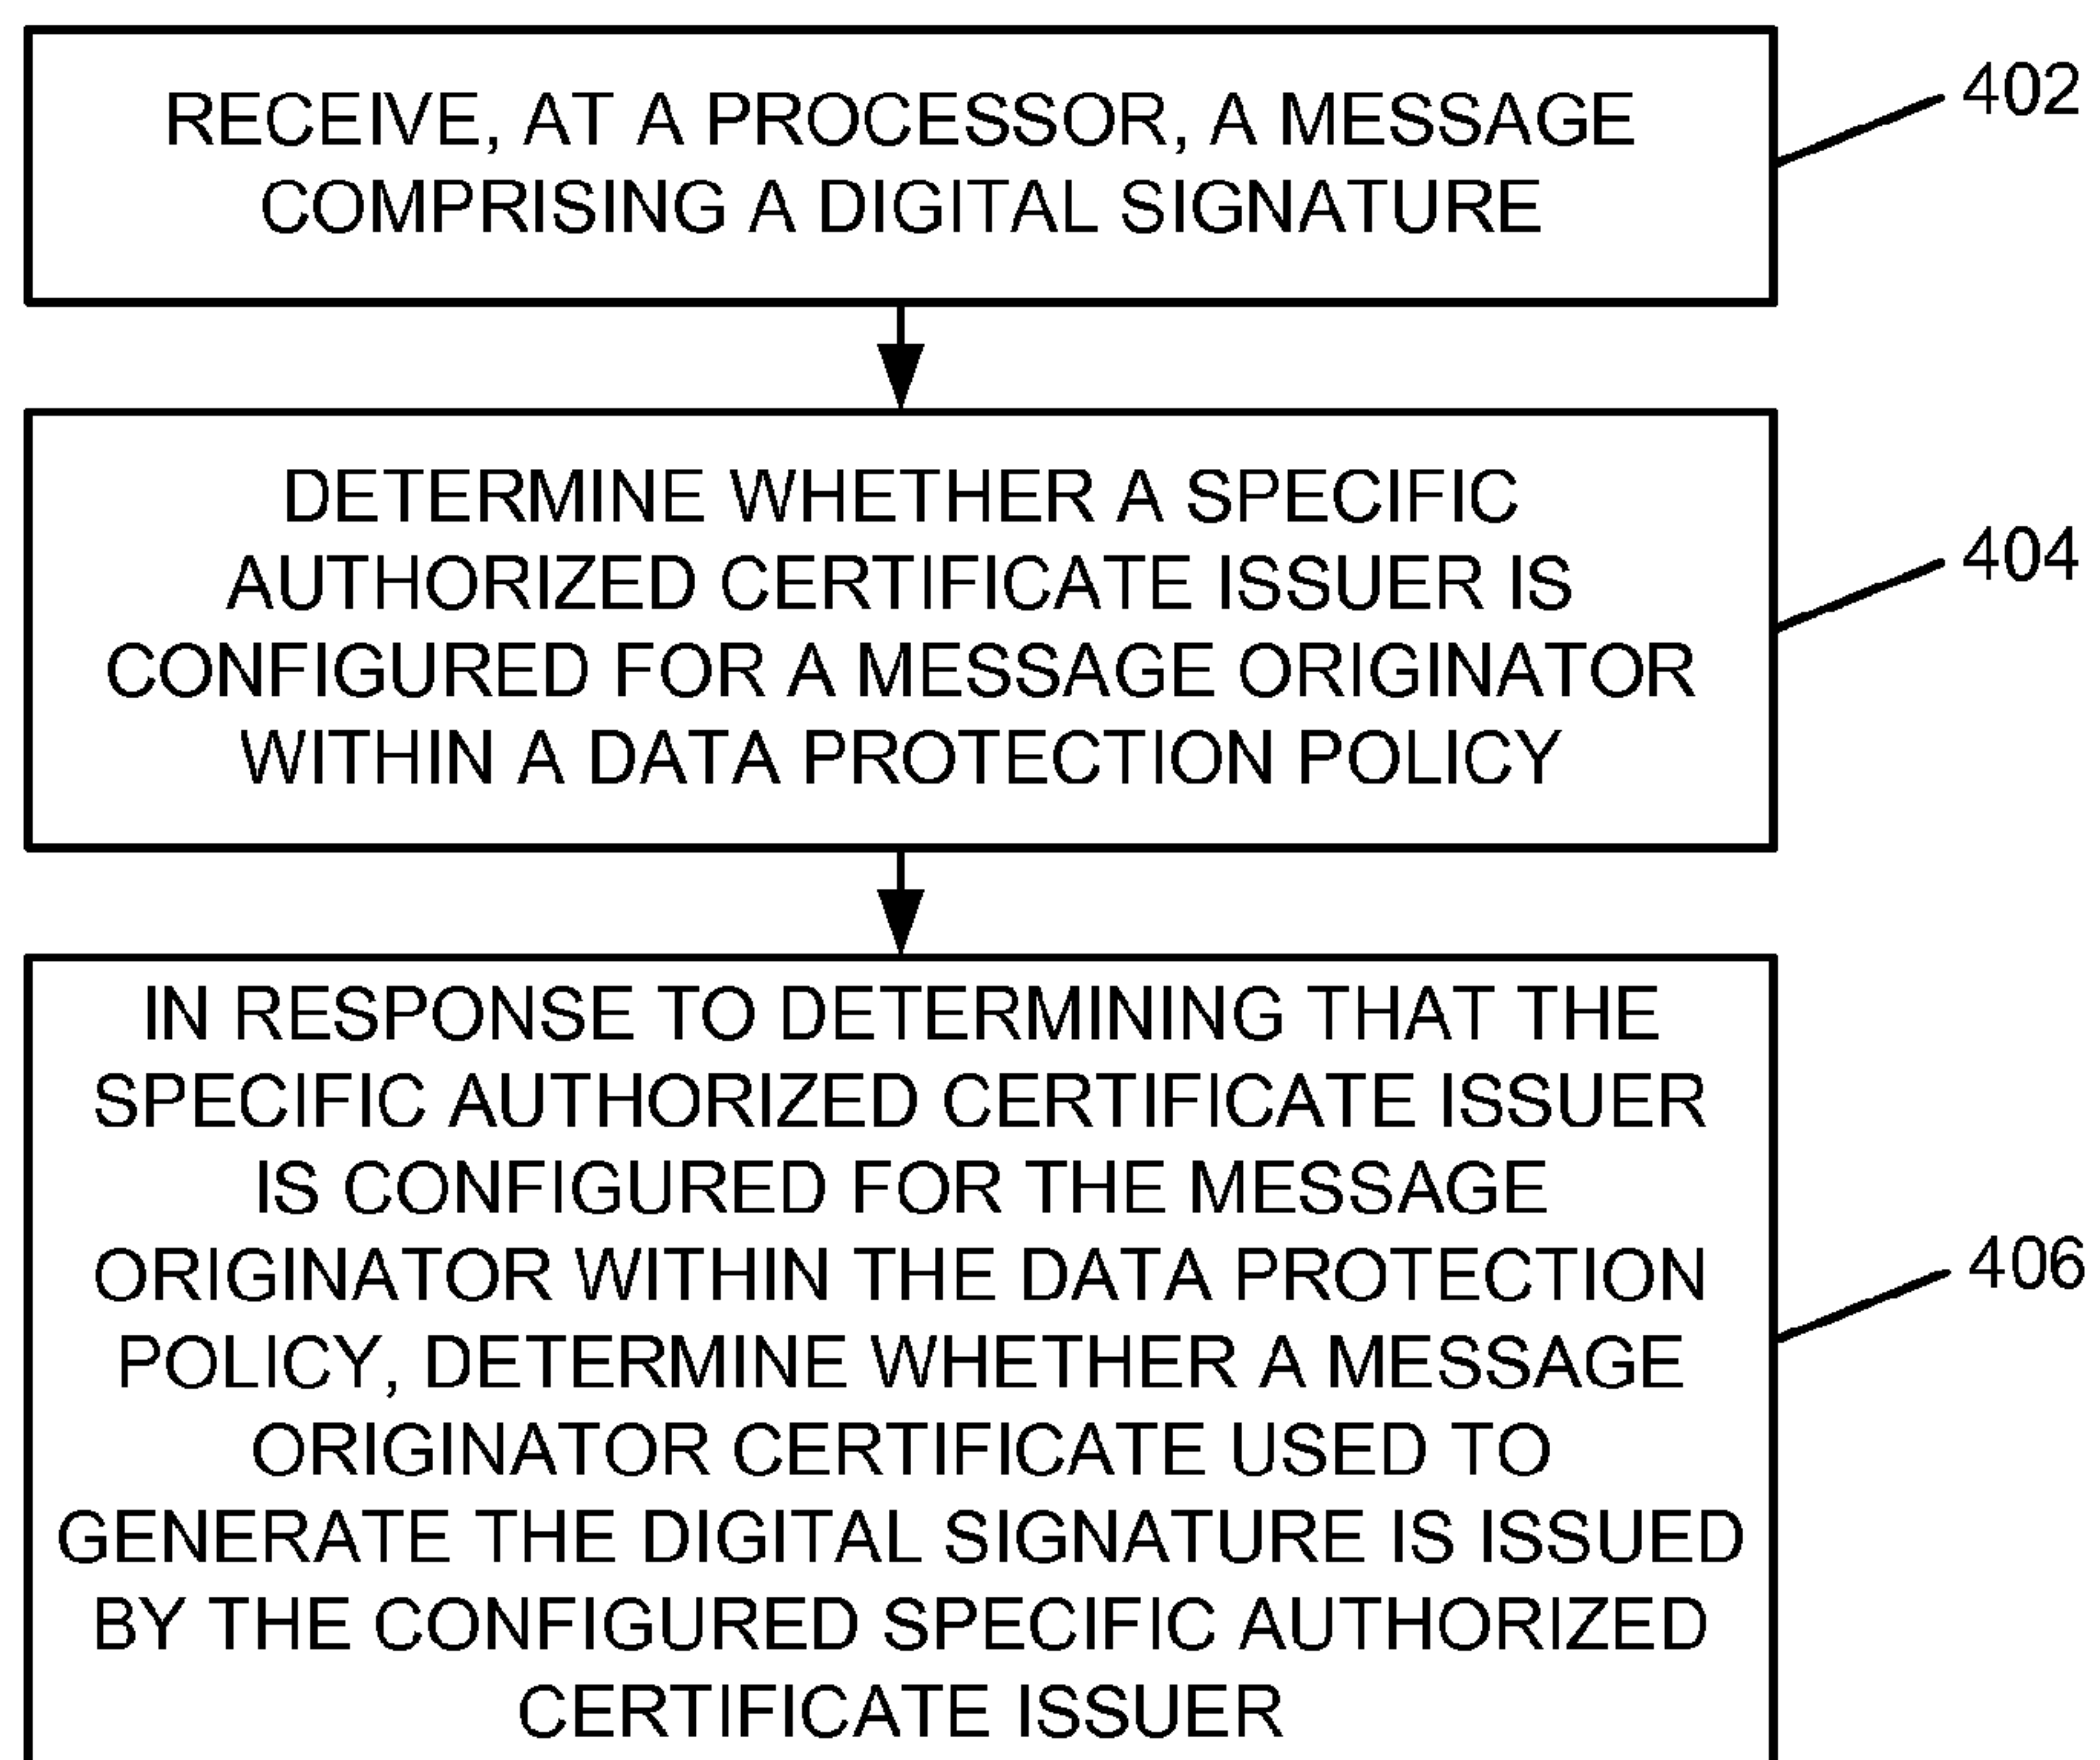 RECEIVE, AT A PROCESSOR, A MESSAGE
COMPRISING A DIGITAL SIGNATURE
402
DETERMINE WHETHER A SPECIFIC
AUTHORIZED CERTIFICATE ISSUER IS
CONFIGURED FOR A MESSAGE ORIGINATOR
WITHIN A DATA PROTECTION POLICY
404
IN RESPONSE TO DETERMINING THAT THE
SPECIFIC AUTHORIZED CERTIFICATE ISSUER
IS CONFIGURED FOR THE MESSAGE
ORIGINATOR WITHIN THE DATA PROTECTION
POLICY, DETERMINE WHETHER A MESSAGE
ORIGINATOR CERTIFICATE USED TO
GENERATE THE DIGITAL SIGNATURE IS ISSUED
BY THE CONFIGURED SPECIFIC AUTHORIZED
CERTIFICATE ISSUER
406